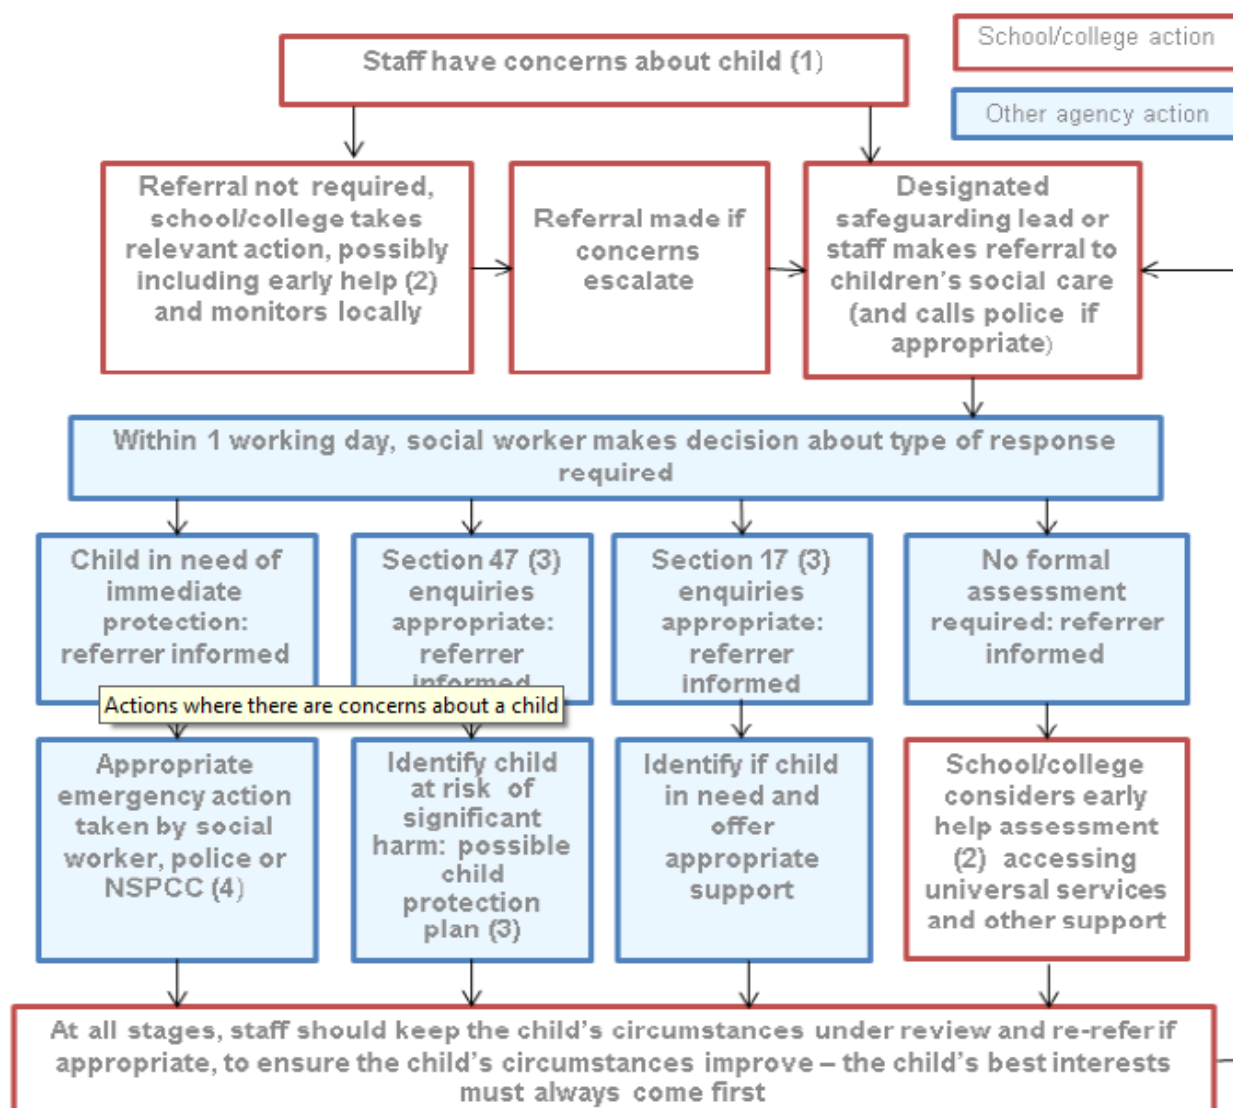 School/college action
Staff have concerns about child (1)
Other agency action
Referral not required,
school/college takes
relevant action, possibly
including early help (2)
and monitors locally
Referral made if
concerns
escalate
Designated
safeguarding lead or
staff makes referral to
children's social care
(and calls police if
appropriate)
Within 1 working day, social worker makes decision about type of response
required
Child in need of
immediate
protection:
referrer informed
Section 47 (3)
enquiries
appropriate:
referrer
informed
Section 17 (3)
enquiries
appropriate:
referrer
informed
No formal
assessment
required: referrer
informed
Actions where there are concerns about a child
Appropriate
emergency action
taken by social
worker, police or
NSPCC (4)
Identify child
at risk of
significant
harm: possible
child
protection
plan (3)
Identify if child
in need and
offer
appropriate
support
School/college
considers early
help assessment
(2) accessing
universal services
and other support
At all stages, staff should keep the child's circumstances under review and re-refer if
appropriate, to ensure the child's circumstances improve – the child's best interests
must always come first